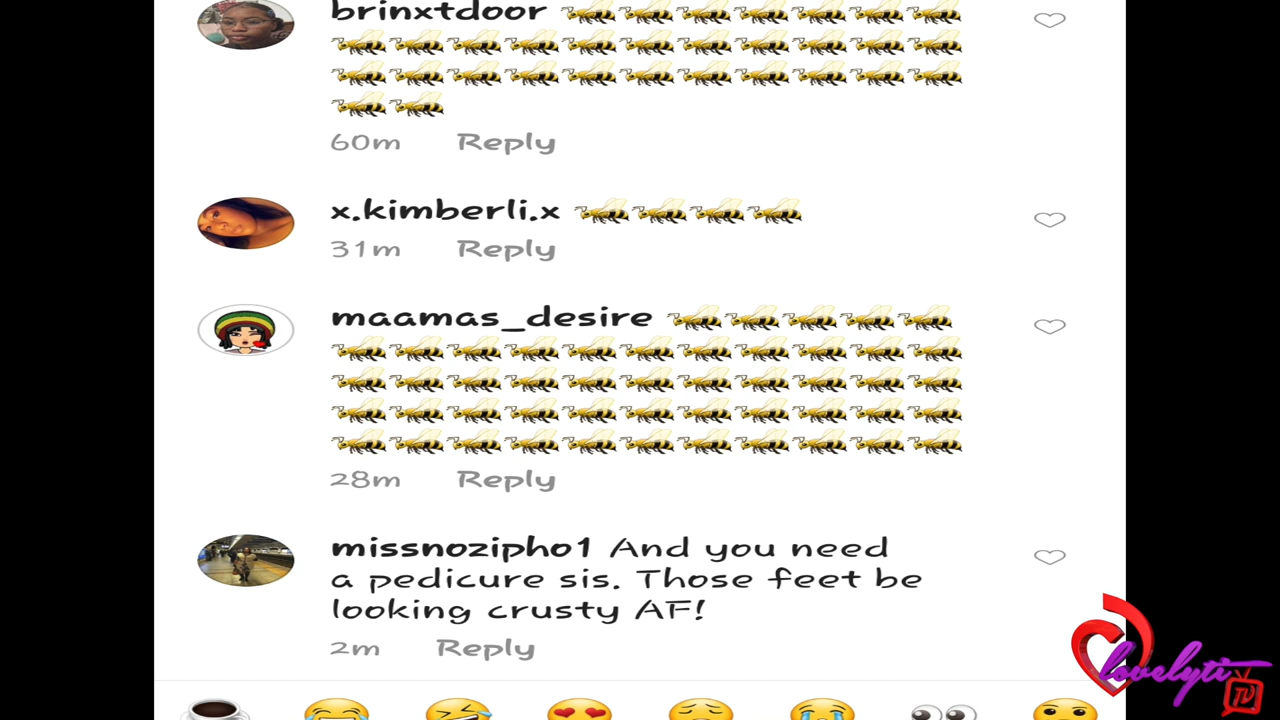 brinxtdoor
60m Reply
x.kimberli.x
31m Reply
maamas_desire
28m Reply
missnozipho1 And you need
a pedicure sis. Those feet be
looking crusty AF!
2m Reply
lovelyti
TV